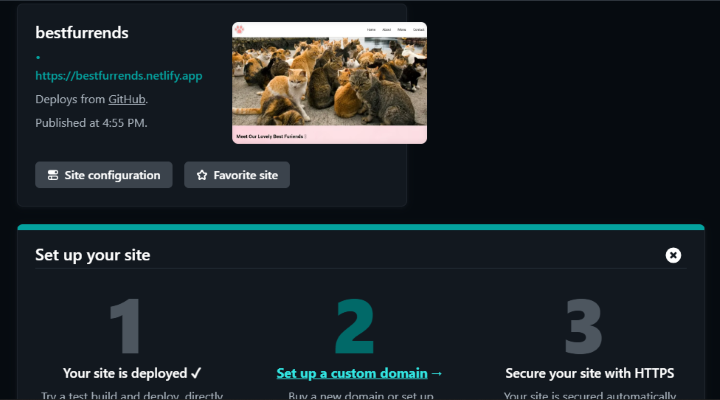 bestfurrends
https://bestfurrends.netlify.app
Deploys from GitHub.
Published at 4:55 PM.
Home About Felines Contact
Meet Our Lovely Best Furriends |
Site configuration
Favorite site
Set up your site
1
2
3
Your site is deployed ✓
Set up a custom domain →
Secure your site with HTTPS
Try a test build and deploy, directly
Buy a new domain or set up
Your site is secured automatically